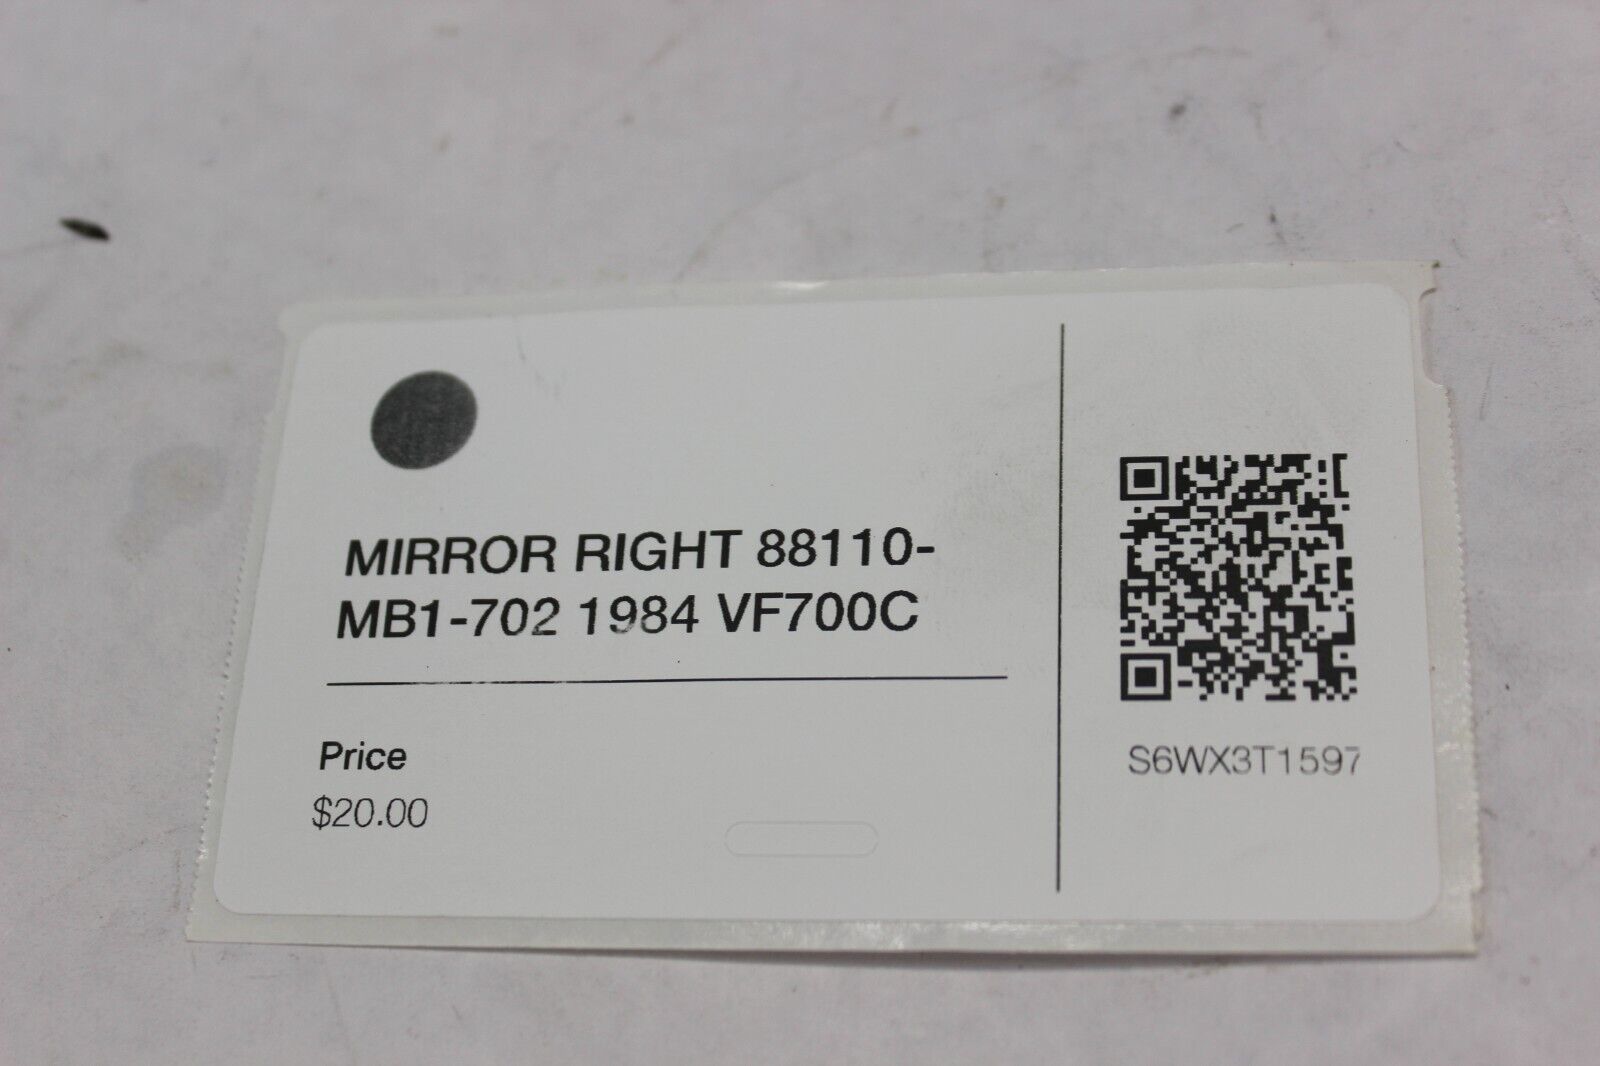 MIRROR RIGHT 88110-
MB1-702 1984 VF700C
Price
$20.00
S6WX3T1597